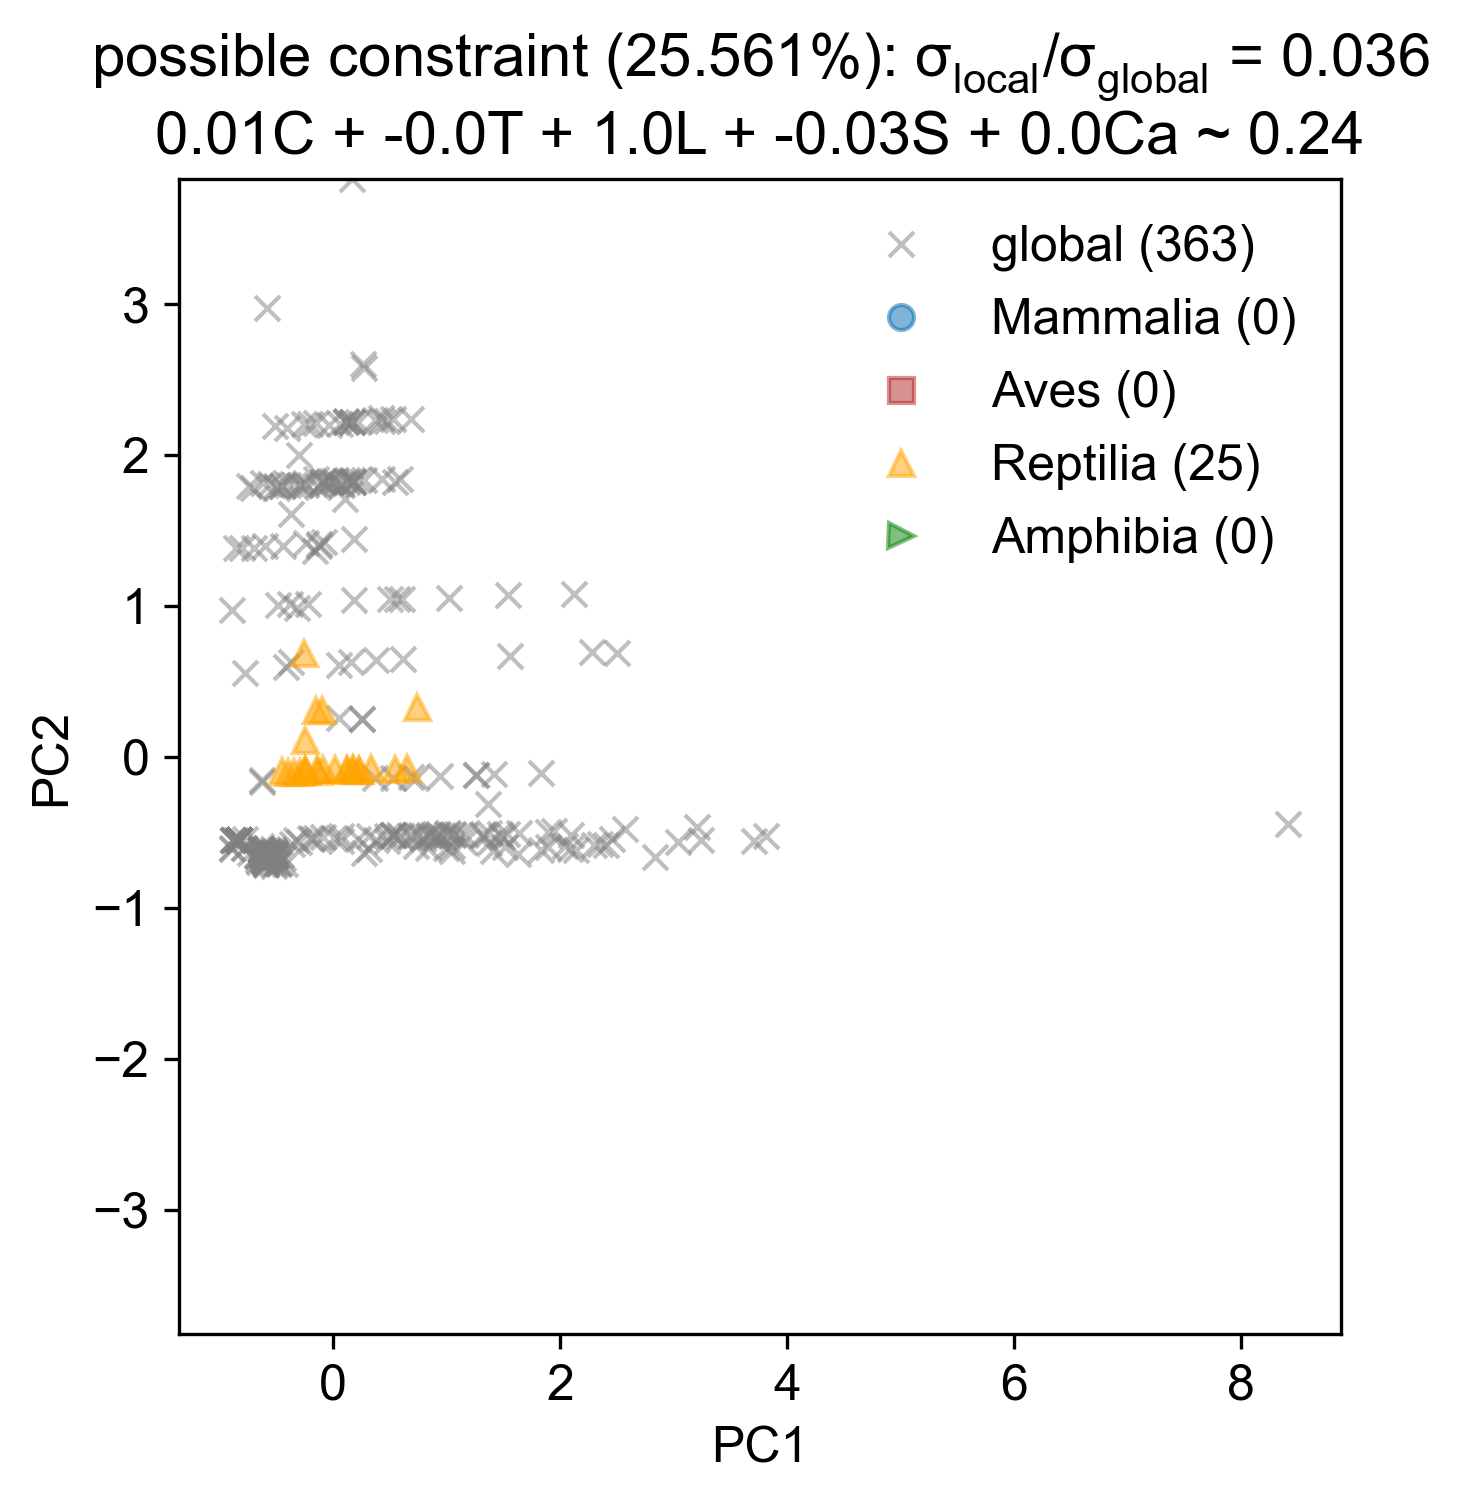 possible constraint (25.561%): σlocal/σglobal = 0.036
0.01C + -0.0T + 1.0L + -0.03S + 0.0Ca ~ 0.24
global (363)
Mammalia (0)
Aves (0)
Reptilia (25)
Amphibia (0)
PC2
3
2
1
0
−1
−2
−3
0 2 4 6 8
PC1